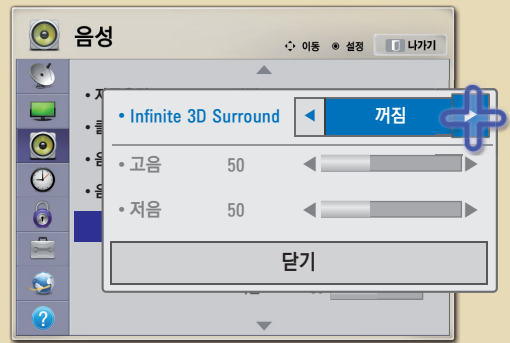 음성
이동 설정 나가기
• Infinite 3D Surround 꺼짐
• 고음 50
• 저음 50
닫기
?